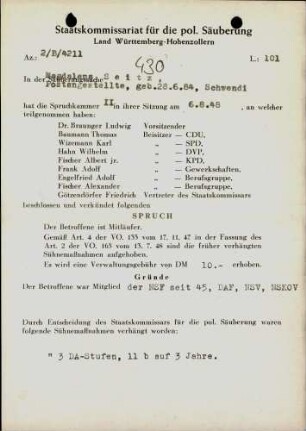 Staatskommissariat für die pol. Säuberung
Land Württemberg-Hohenzollern
Az.: 2/B/4211
430
L.: 101
In der
Magdalena Seitz,
Postangestellte, geb.28.6.84, Schwendi
hat die Spruchkammer II in ihrer Sitzung am 6.8.48, an welcher
teilgenommen haben:
Dr. Braunger Ludwig Vorsitzender
Baumann Thomas Beisitzer — CDU,
Wizemann Karl „ — SPD,
Hahn Wilhelm „ — DVP,
Fischer Albert jr. „ — KPD,
Frank Adolf „ — Gewerkschaften,
Engelfried Adolf „ — Berufsgruppe,
Fischer Alexander „ — Berufsgruppe,
Götzendörfer Friedrich Vertreter des Staatskommissars
beschlossen und verkündet folgenden
SPRUCH
Der Betroffene ist Mitläufer.
Gemäß Art. 4 der VO 133 vom 17. 11. 47 in der Fassung des
Art. 2 der VO. 165 vom 13. 7. 48 sind die früher verhängten
Sühnemaßnahmen aufgehoben.
Es wird eine Verwaltungsgebühr von DM 10.- erhoben.
Gründe
Der Betroffene war Mitglied der NSF seit 45, DAF, NSV, NSKOV
Durch Entscheidung des Staatskommissars für die pol. Säuberung waren
folgende Sühnemaßnahmen verhängt worden:
" 3 DA-Stufen, 11 b auf 3 Jahre.